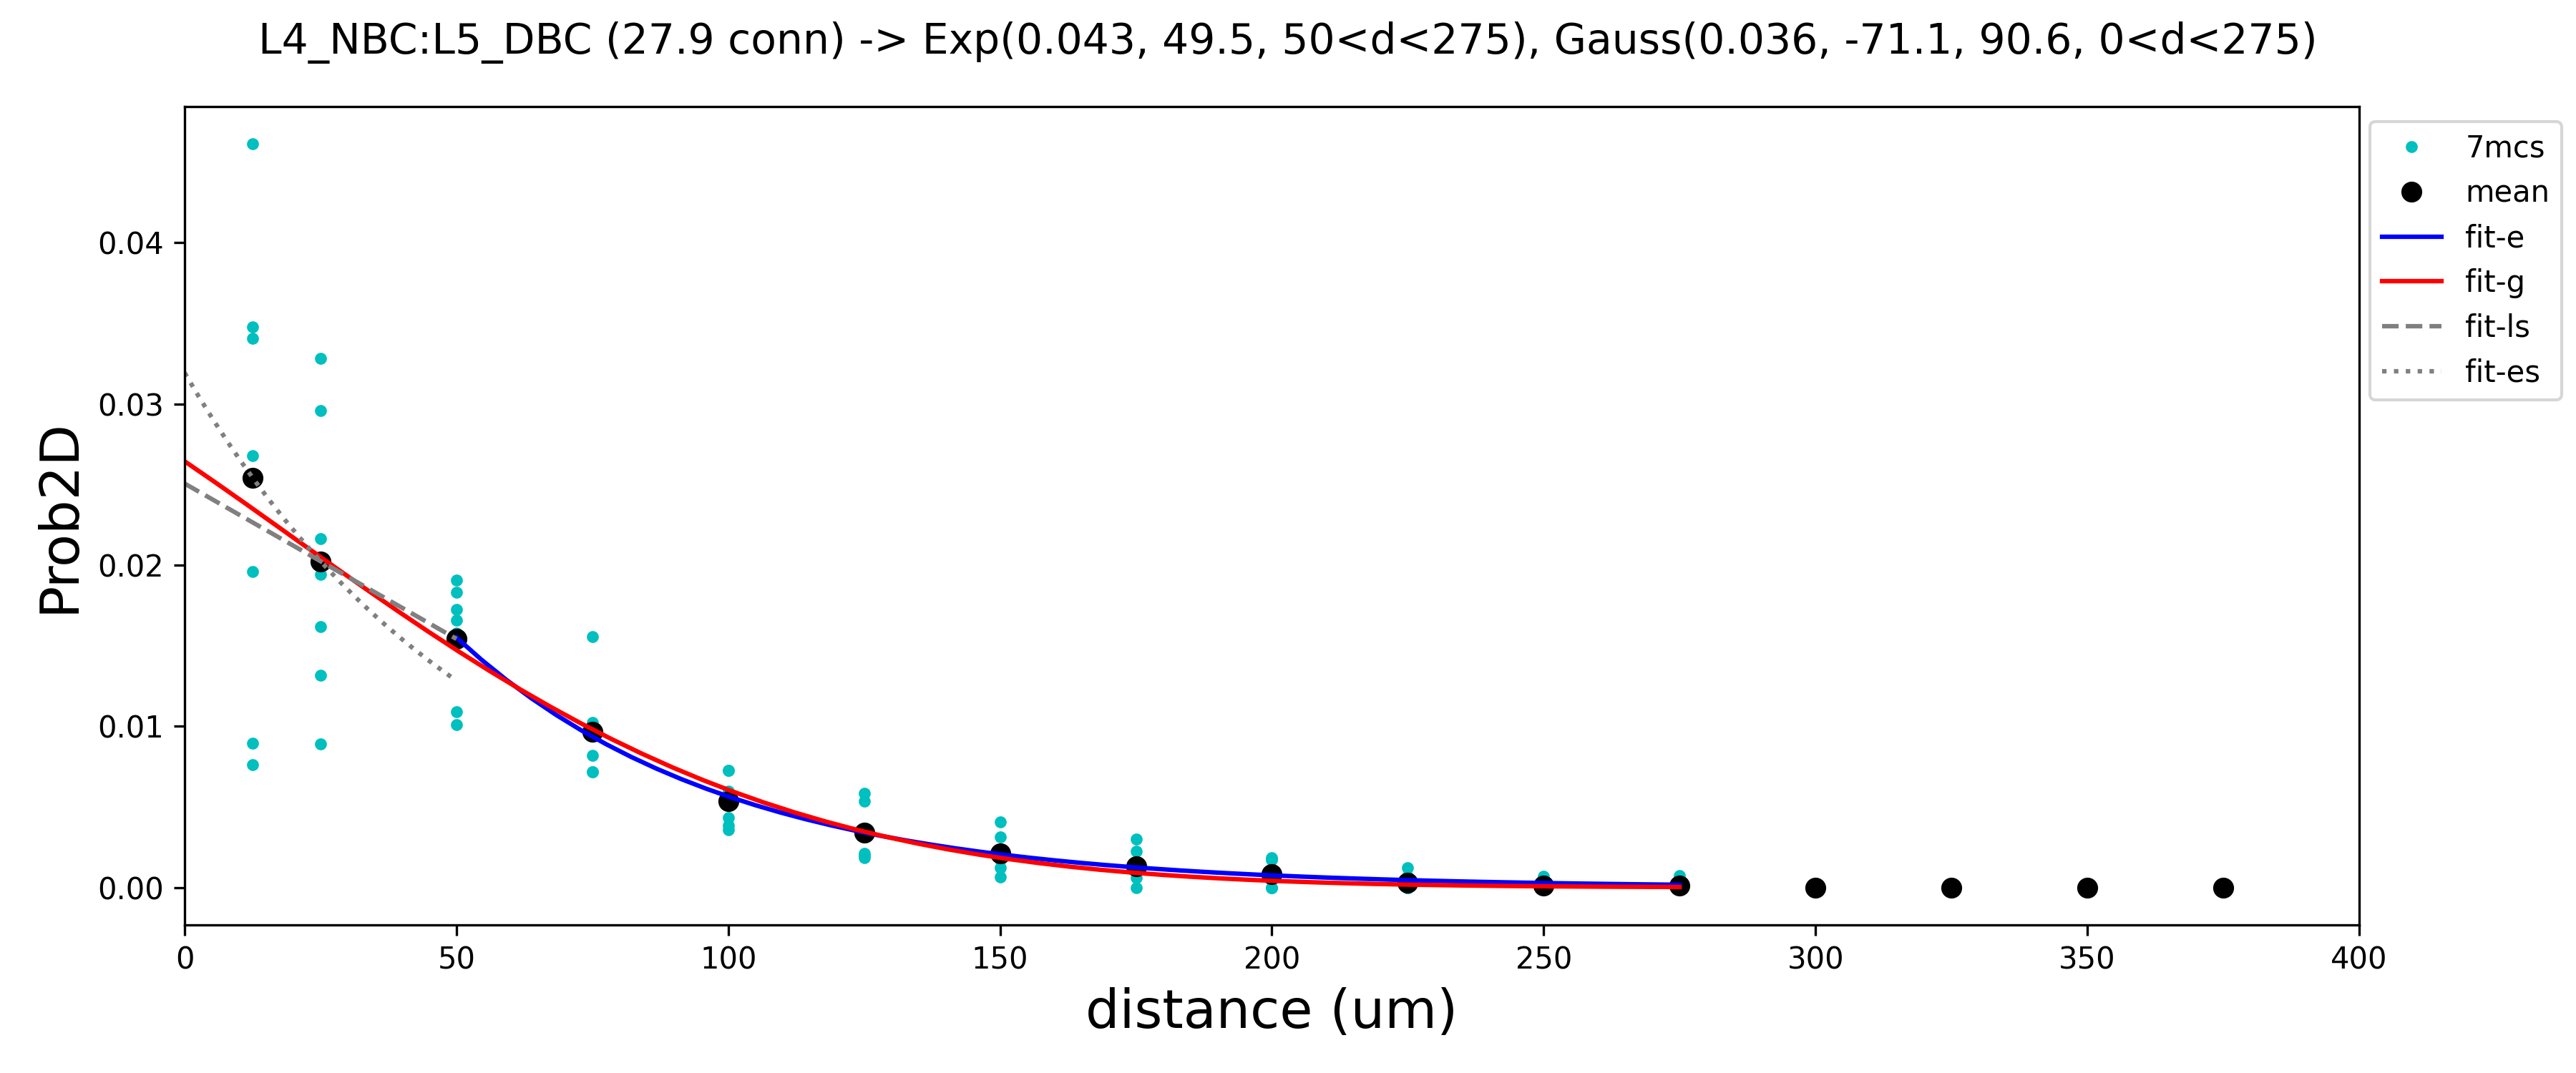 L4_NBC:L5_DBC (27.9 conn) -> Exp(0.043, 49.5, 50<d<275), Gauss(0.036, -71.1, 90.6, 0<d<275)
7mcs
mean
fit-e
fit-g
fit-ls
fit-es
Prob2D
0.04
0.03
0.02
0.01
0.00
0 50 100 150 200 250 300 350 400
distance (um)